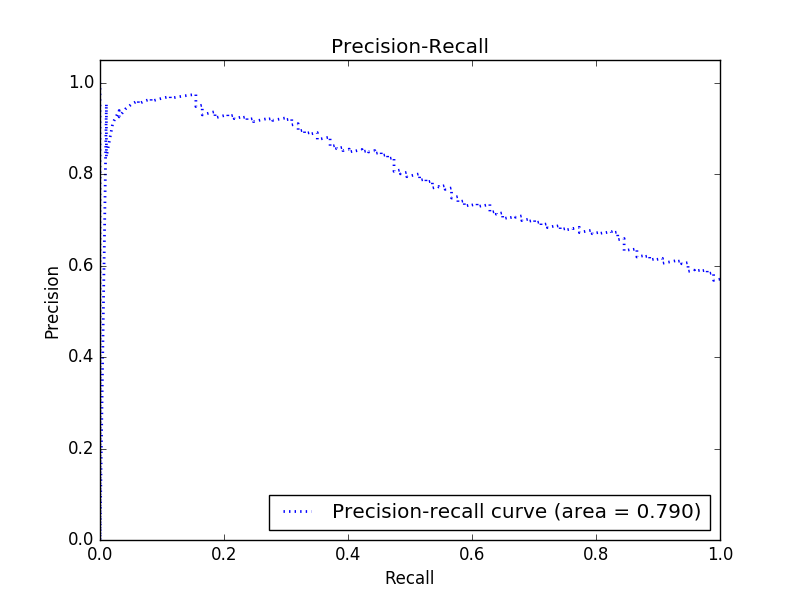 Precision-Recall
1.0
0.8
0.6
0.4
0.2
0.0
Precision
0.0 0.2 0.4 0.6 0.8 1.0
Recall
Precision-recall curve (area = 0.790)